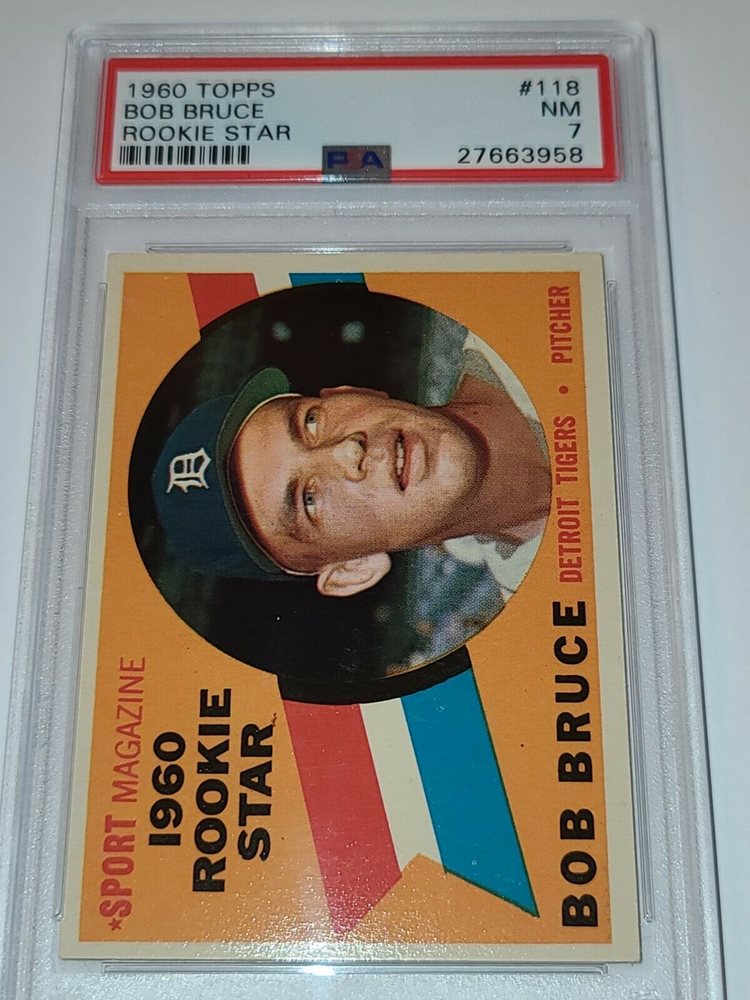 1960 TOPPS #118
BOB BRUCE NM
ROOKIE STAR 7
PSA 27663958
*SPORT MAGAZINE
1960
ROOKIE
STAR
D
BOB BRUCE DETROIT TIGERS • PITCHER